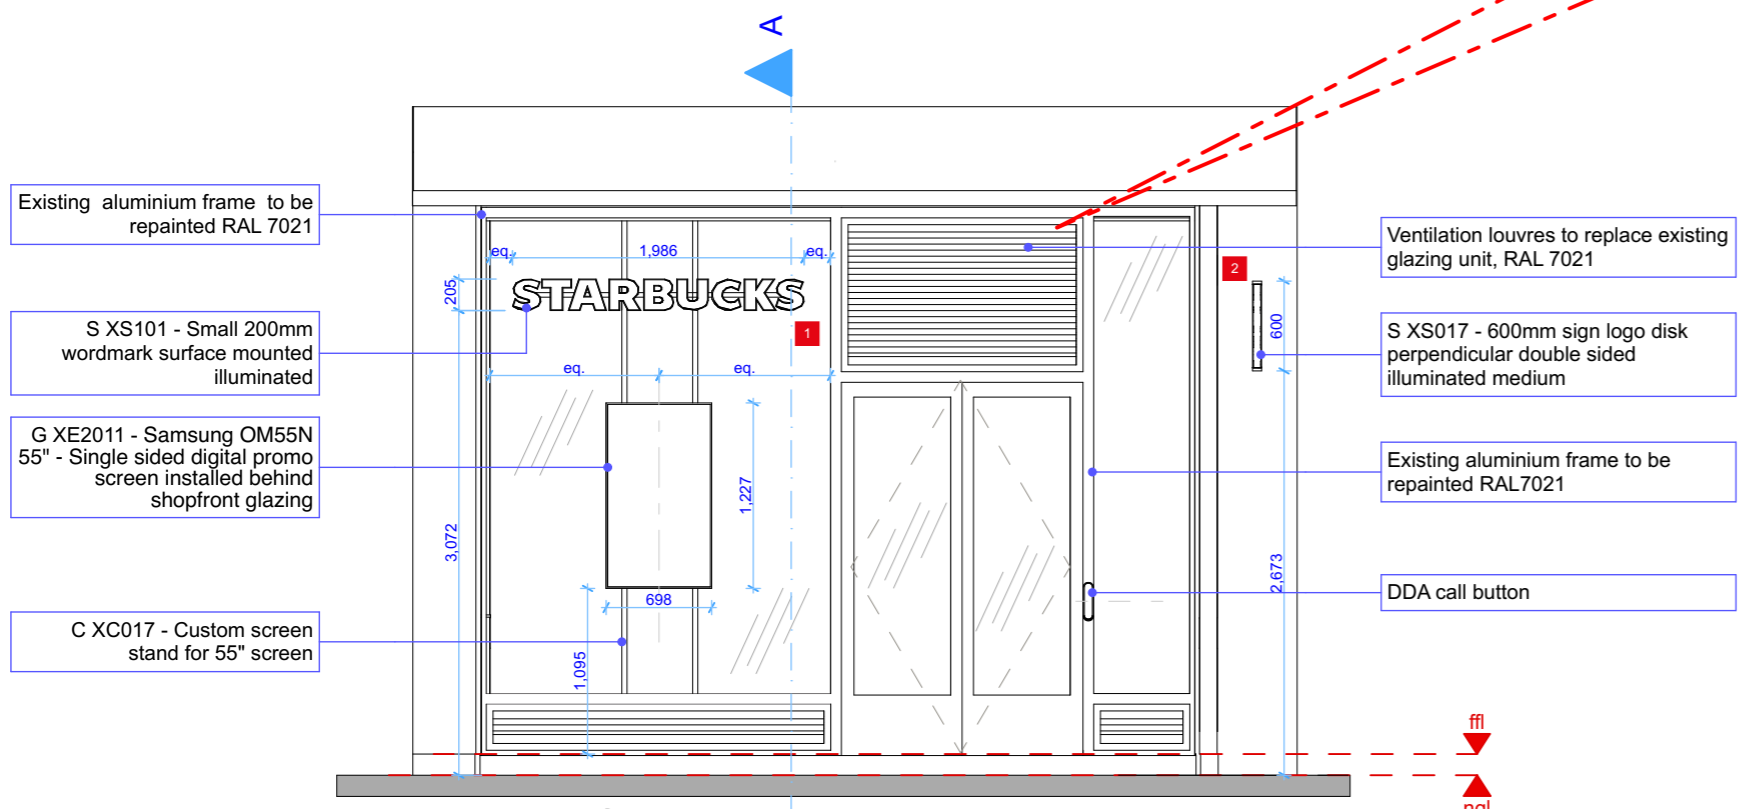 A
Existing aluminium frame to be
repainted RAL 7021
S XS101 - Small 200mm
wordmark surface mounted
illuminated
G XE2011 - Samsung OM55N
55" - Single sided digital promo
screen installed behind
shopfront glazing
C XC017 - Custom screen
stand for 55" screen
eq.
1,986
eq.
205
STARBUCKS
1
eq.
eq.
1,227
3,072
698
1,095
2
600
2,673
Ventilation louvres to replace existing
glazing unit, RAL 7021
S XS017 - 600mm sign logo disk
perpendicular double sided
illuminated medium
Existing aluminium frame to be
repainted RAL7021
DDA call button
ffl
ngl